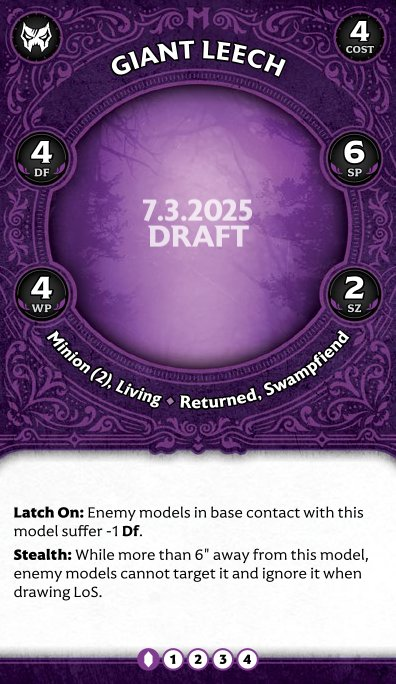 GIANT LEECH
4
COST
4
DF
6
SP
7.3.2025
DRAFT
4
WP
2
SZ
Minion (2), Living ◆ Returned, Swampfiend
Latch On: Enemy models in base contact with this
model suffer -1 Df.
Stealth: While more than 6" away from this model,
enemy models cannot target it and ignore it when
drawing LoS.
1 2 3 4